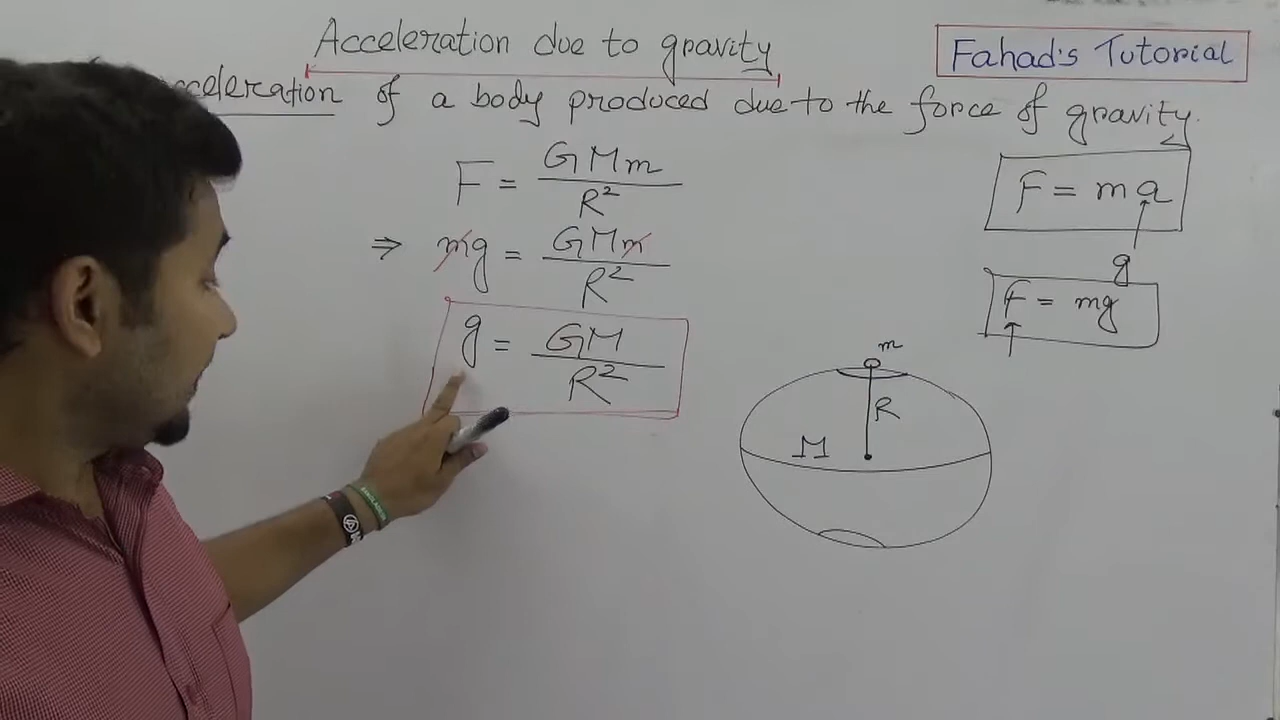 Acceleration due to gravity
Fahad's Tutorial
acceleration of a body produced due to the force of gravity.
F = GMm / R²
⇒ mg = GMm / R²
g = GM / R²
F = ma
g
F = mg
m
R
M